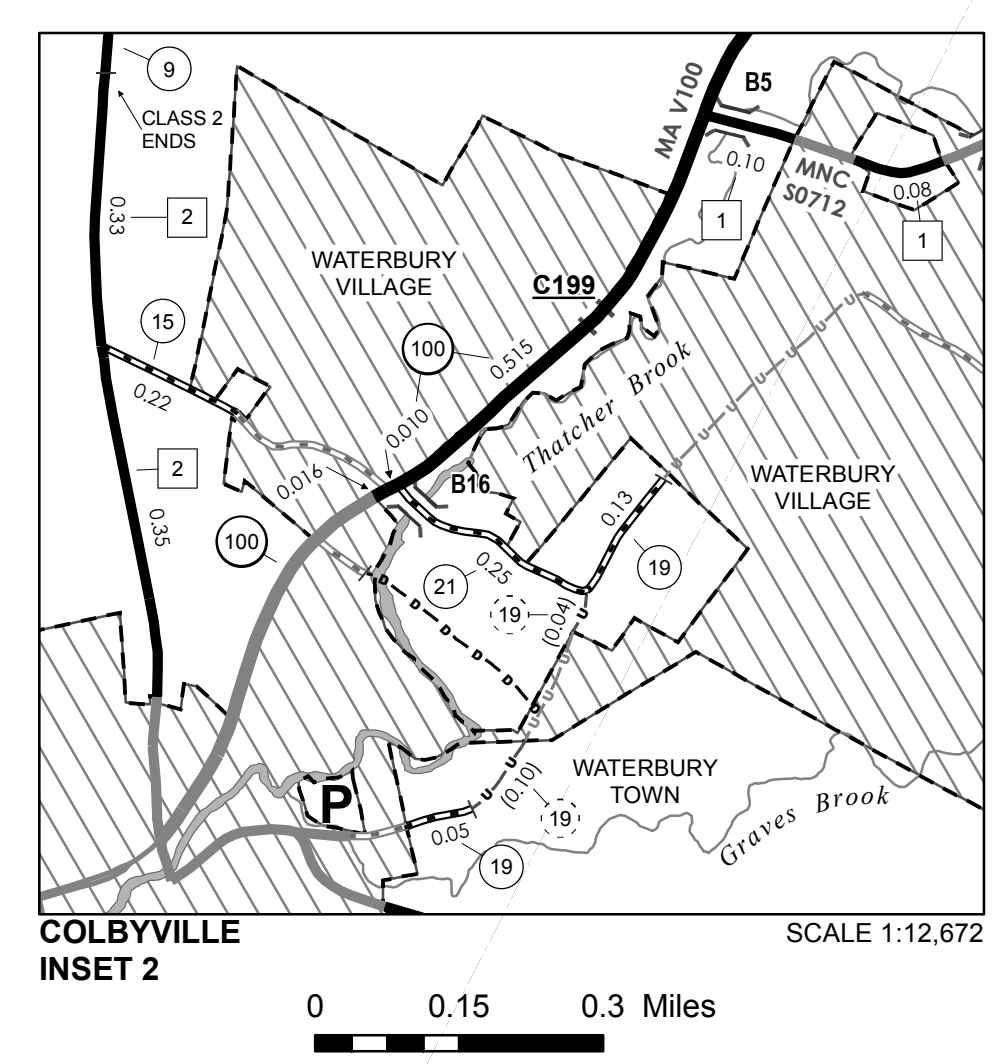 9
CLASS 2
ENDS
B5
MA V100
0.10
MNC
S0712
0.08
1
1
0.33
2
WATERBURY
VILLAGE
C199
15
100
0.515
0.22
0.010
Thatcher Brook
2
0.016
B16
WATERBURY
VILLAGE
0.13
0.35
100
0.25
21
19
19
(0.04)
U
D
D
D
D
D
U
U
U
U
U
U
U
U
U
U
U
U
WATERBURY
TOWN
(0.10)
19
P
0.05
19
Graves Brook
COLBYVILLE
INSET 2
SCALE 1:12,672
0 0.15 0.3 Miles